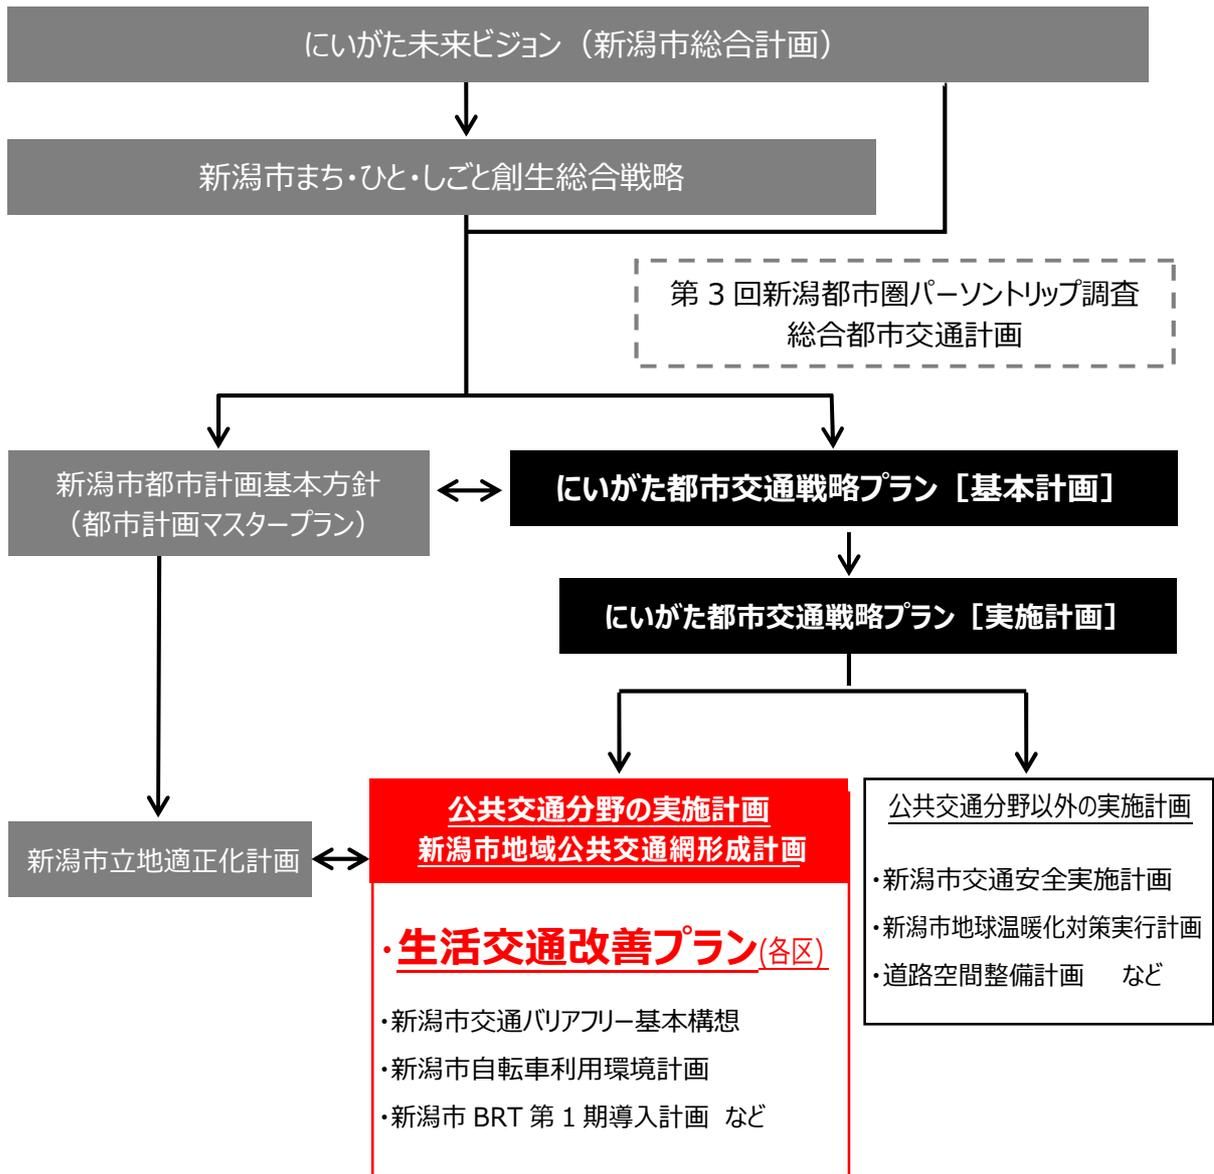 にいがた未来ビジョン（新潟市総合計画）
新潟市まち・ひと・しごと創生総合戦略
第３回新潟都市圏パーソントリップ調査
総合都市交通計画
新潟市都市計画基本方針
（都市計画マスタープラン）
にいがた都市交通戦略プラン［基本計画］
にいがた都市交通戦略プラン［実施計画］
新潟市立地適正化計画
公共交通分野の実施計画
新潟市地域公共交通網形成計画
・生活交通改善プラン(各区)
・新潟市交通バリアフリー基本構想
・新潟市自転車利用環境計画
・新潟市 BRT 第１期導入計画 など
公共交通分野以外の実施計画
・新潟市交通安全実施計画
・新潟市地球温暖化対策実行計画
・道路空間整備計画　など